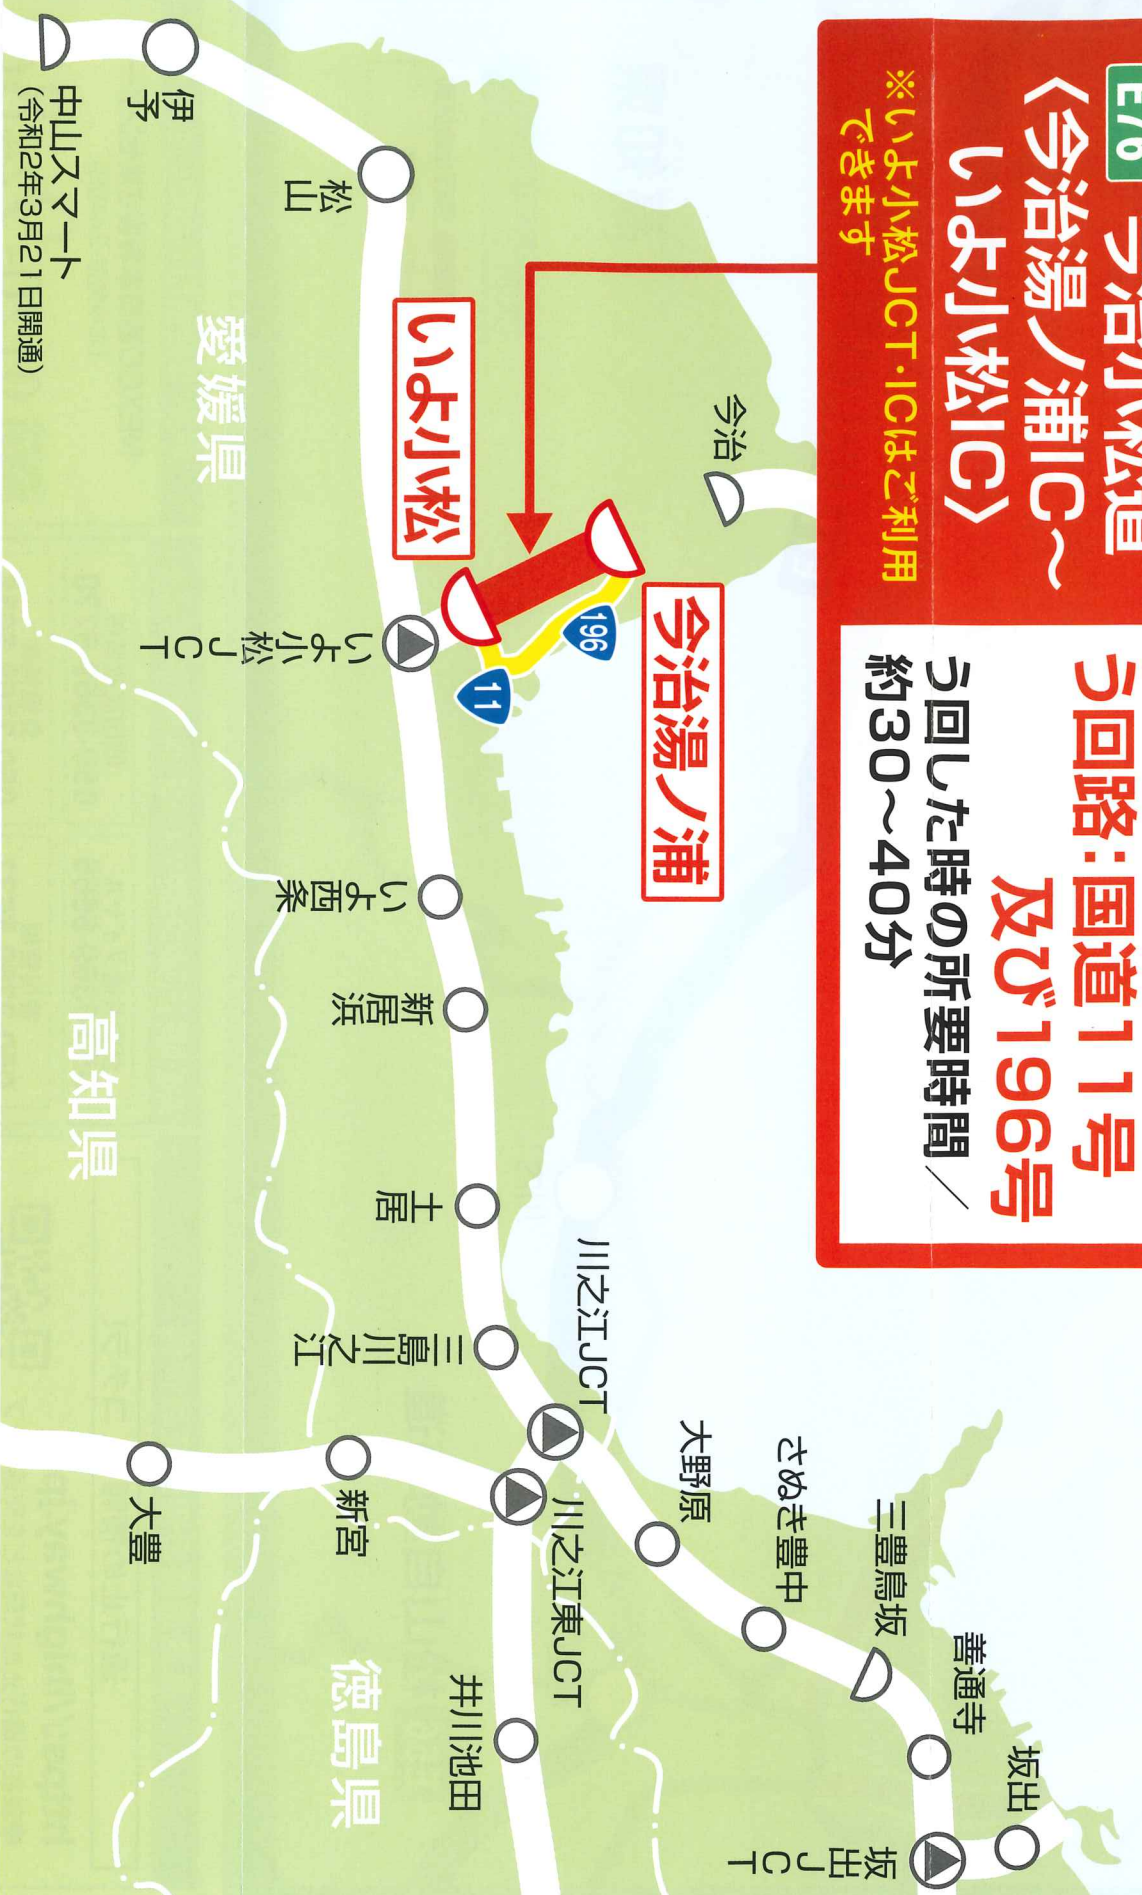 E76 今治小松道
〈今治湯ノ浦IC～
いよ小松IC〉
※いよ小松JCT・ICはご利用
できます
う回路：国道11号
及び196号
う回した時の所要時間／
約30～40分
今治
今治湯ノ浦
いよ小松
196
11
伊予
中山スマート
(令和2年3月21日開通)
松山
いよ小松JCT
いよ西条
新居浜
土居
三島川之江
川之江JCT
川之江東JCT
大野原
さぬき豊中
三豊鳥坂
善通寺
坂出
坂出JCT
井川池田
新宮
大豊
愛媛県
高知県
徳島県